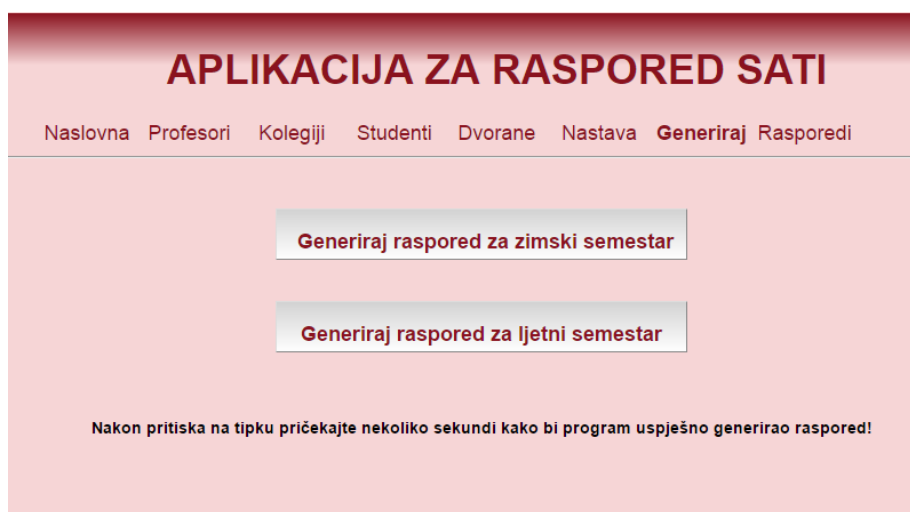 APLIKACIJA ZA RASPORED SATI
Naslovna Profesori Kolegiji Studenti Dvorane Nastava Generiraj Rasporedi
Generiraj raspored za zimski semestar
Generiraj raspored za ljetni semestar
Nakon pritiska na tipku pričekajte nekoliko sekundi kako bi program uspješno generirao raspored!